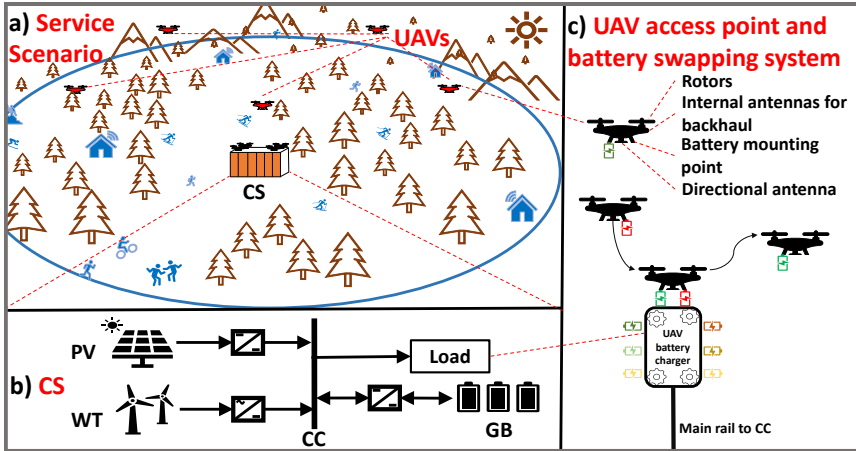 a) Service
Scenario
UAVs
CS
b) CS
PV
WT
CC
Load
GB
c) UAV access point and
battery swapping system
Rotors
Internal antennas for
backhaul
Battery mounting
point
Directional antenna
UAV
battery
charger
Main rail to CC